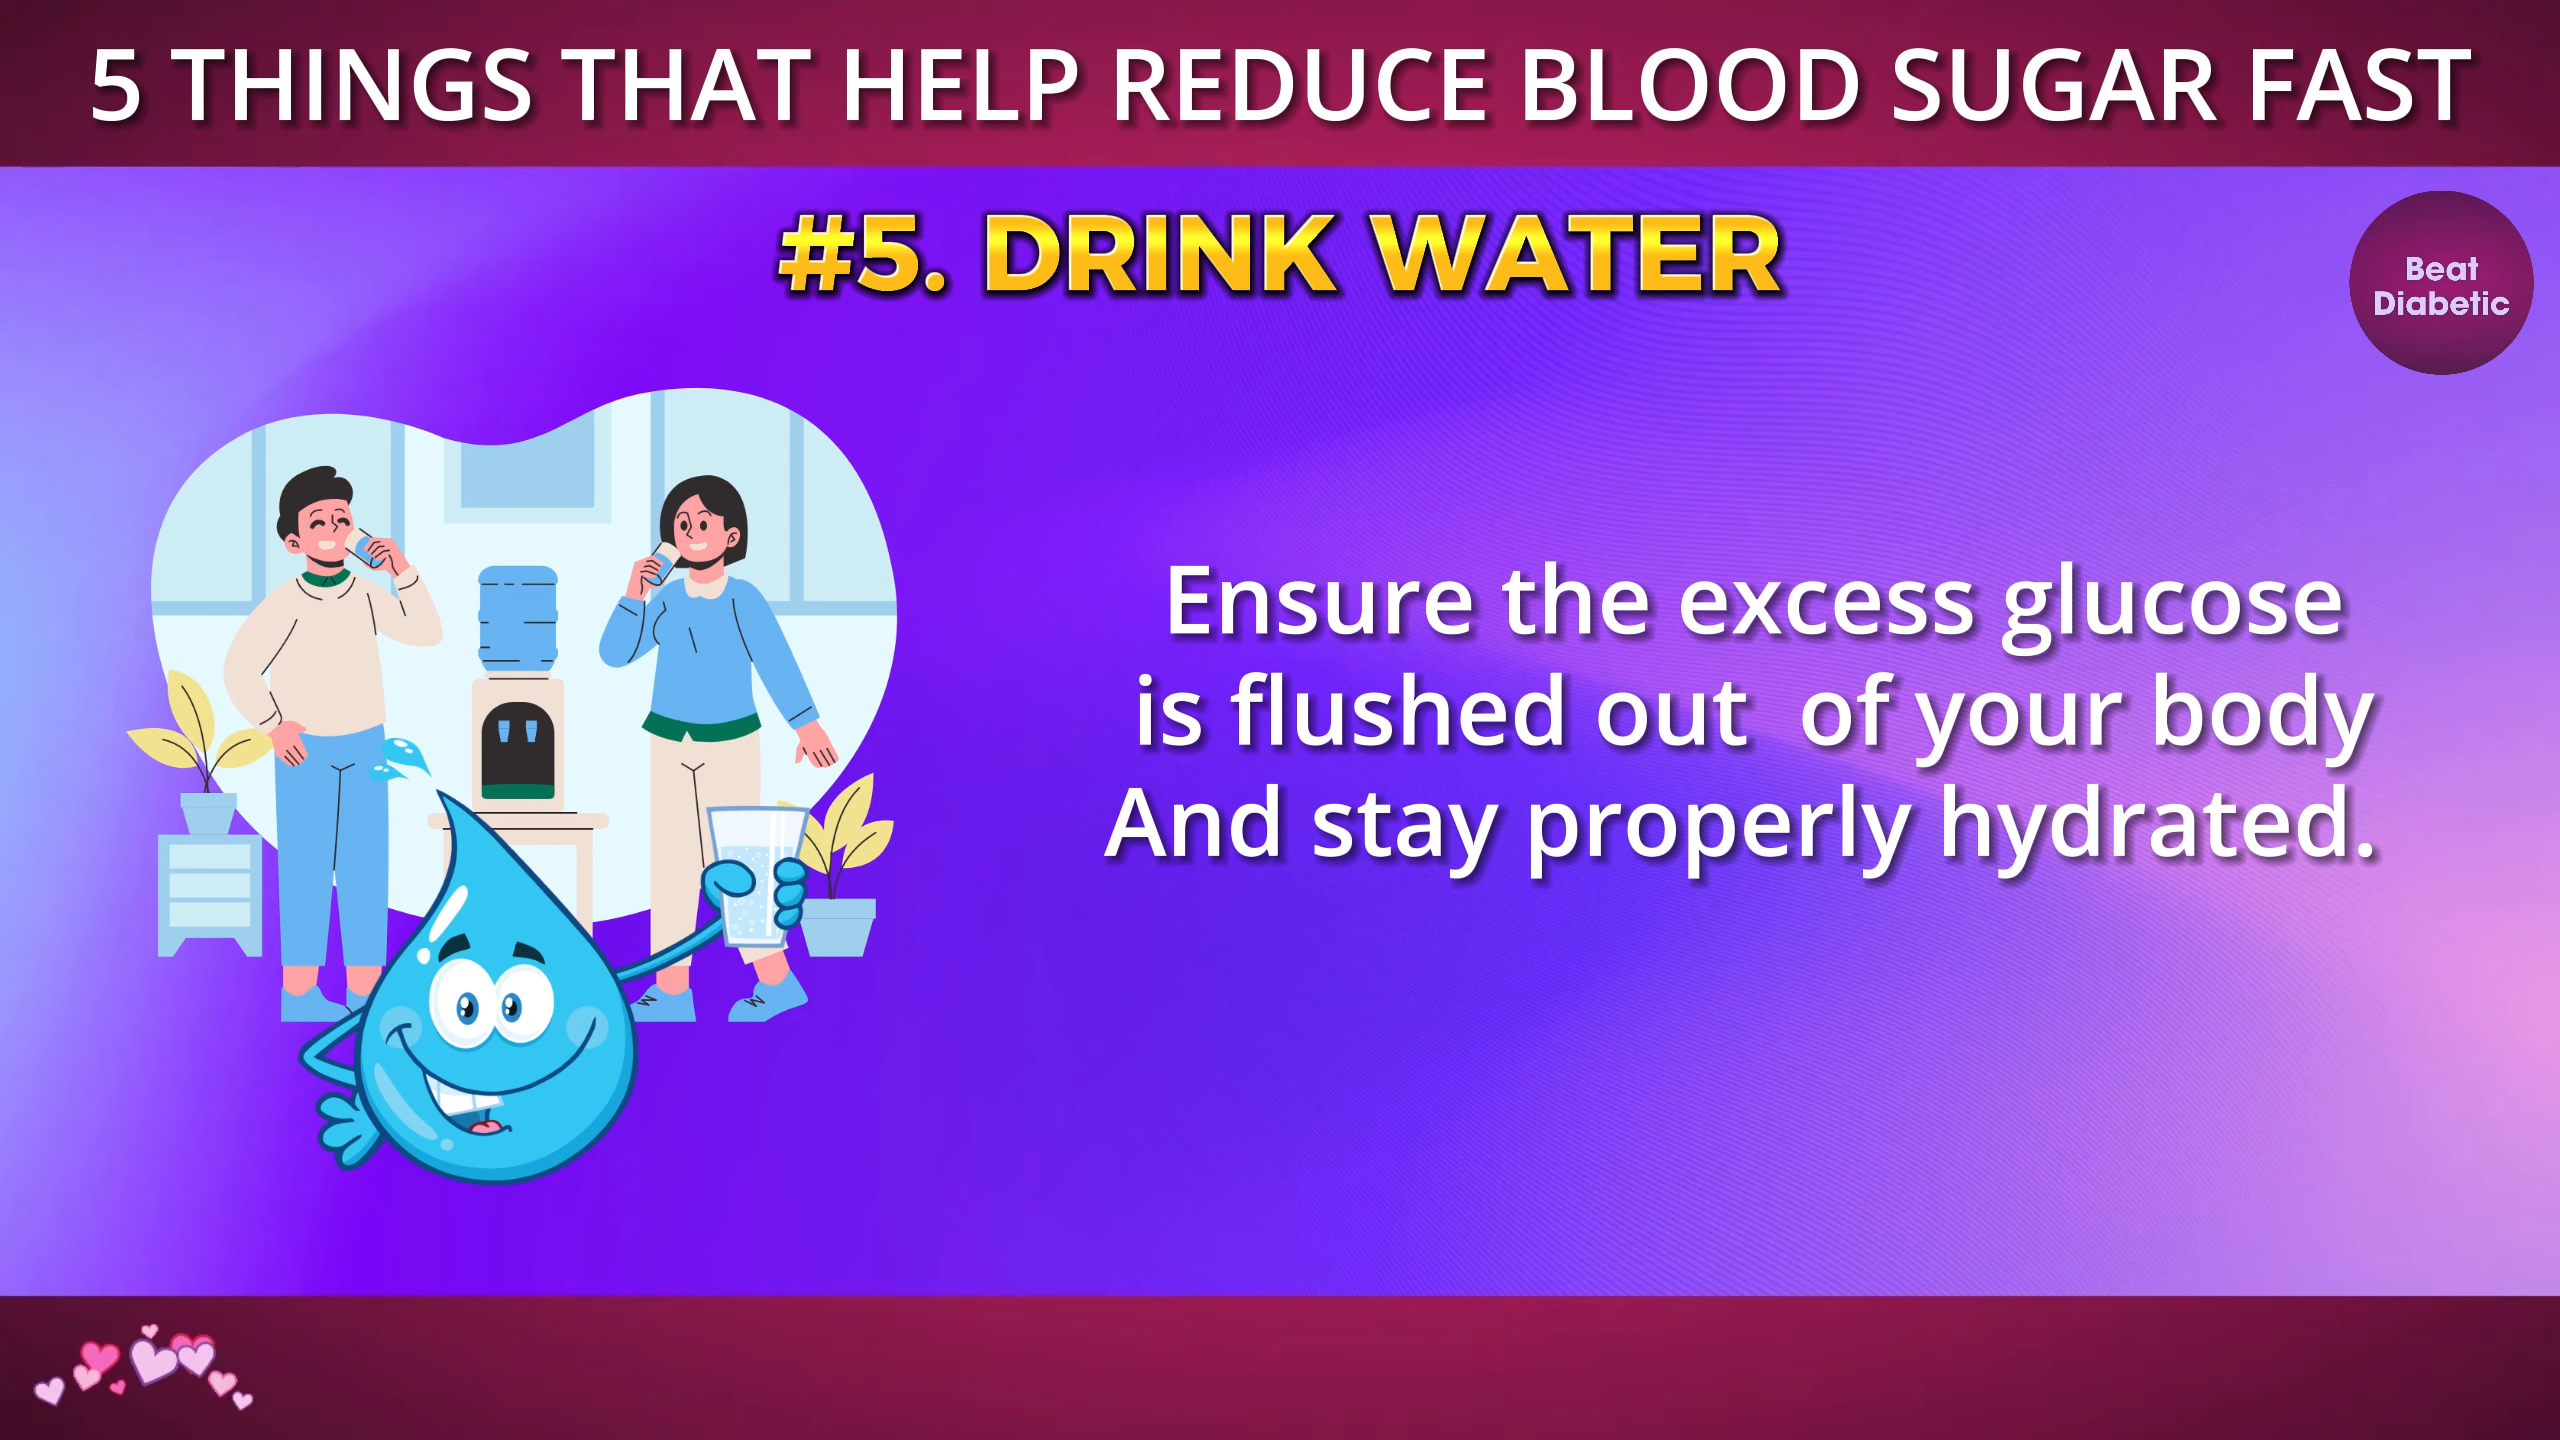 5 THINGS THAT HELP REDUCE BLOOD SUGAR FAST
#5. DRINK WATER
Beat
Diabetic
Ensure the excess glucose
is flushed out  of your body
And stay properly hydrated.